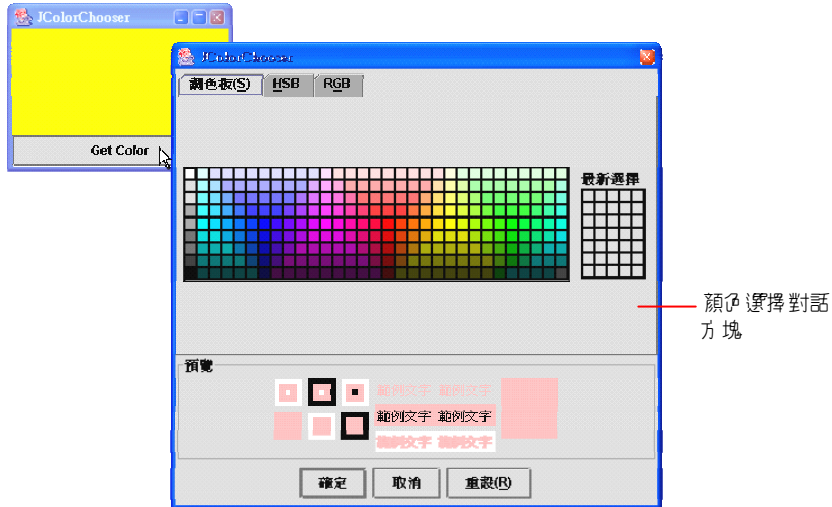 JColorChooser
JColorChooser
調色板(S) HSB RGB
Get Color
最新選擇
顏色選擇對話
方塊
預覽
範例文字 範例文字
範例文字 範例文字
範例文字 範例文字
確定 取消 重設(R)